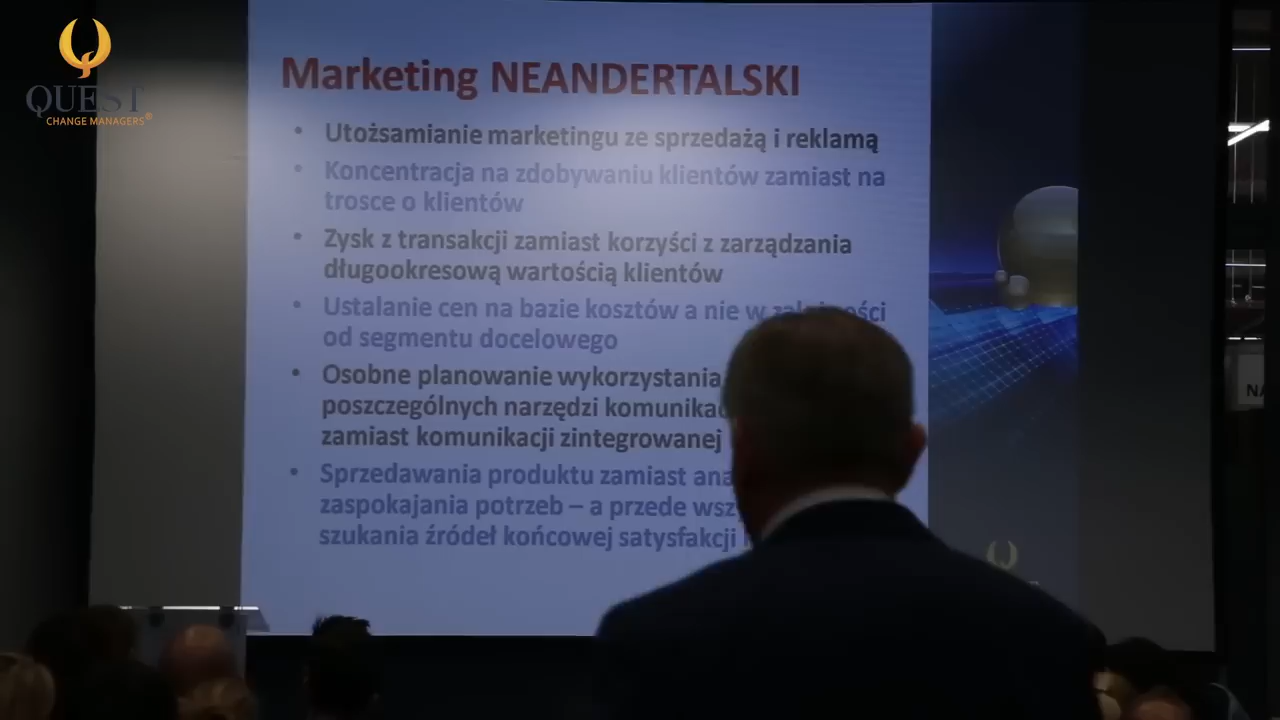 QUEST
CHANGE MANAGERS®
Marketing NEANDERTALSKI
• Utożsamianie marketingu ze sprzedażą i reklamą
• Koncentracja na zdobywaniu klientów zamiast na
trosce o klientów
• Zysk z transakcji zamiast korzyści z zarządzania
długookresową wartością klientów
• Ustalanie cen na bazie kosztów a nie w
od segmentu docelowego
• Osobne planowanie wykorzystania
poszczególnych narzędzi
zamiast komunikacji zintegrowanej
• Sprzedawania produktu zamiast
zaspokajania potrzeb – a przede
szukania źródeł końcowej satysfakcji